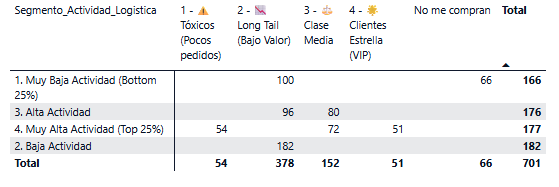 Segmento_Actividad_Logistica 1 - ⚠️ Tóxicos (Pocos pedidos) 2 - 📉 Long Tail (Bajo Valor) 3 - ⚖️ Clase Media 4 - 🌟 Clientes Estrella (VIP) No me compran Total
1. Muy Baja Actividad (Bottom 25%) 100 66 166
3. Alta Actividad 96 80 176
4. Muy Alta Actividad (Top 25%) 54 72 51 177
2. Baja Actividad 182 182
Total 54 378 152 51 66 701